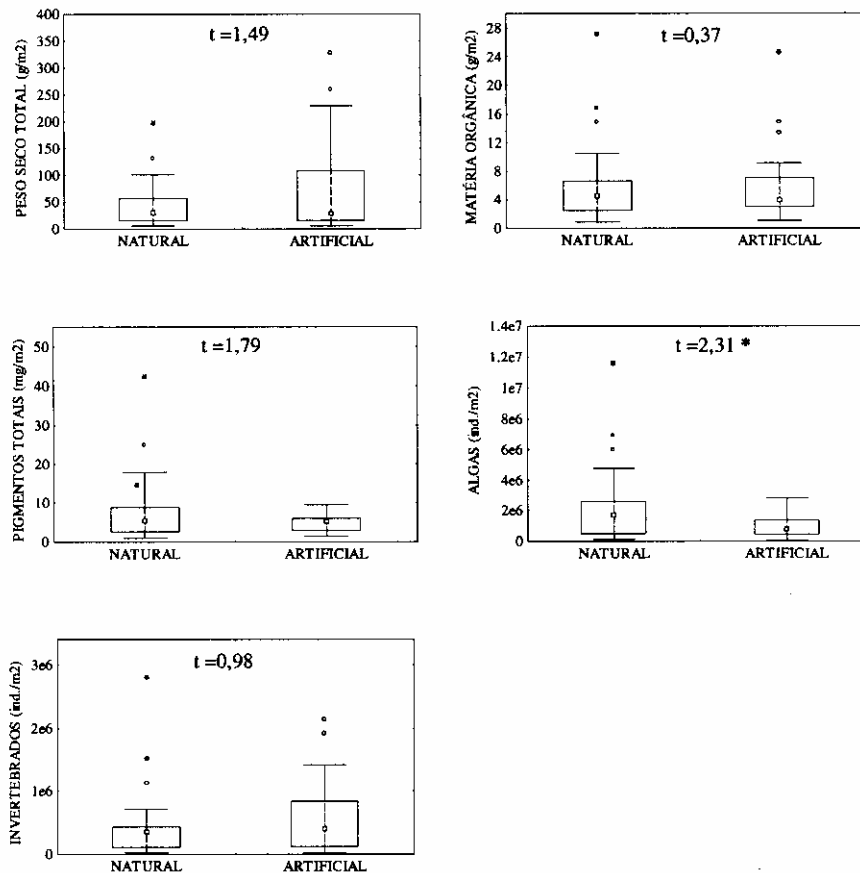 t =1,49
PESO SECO TOTAL (g/m2)
400
350
300
250
200
150
100
50
0
NATURAL
ARTIFICIAL
t =0,37
MATÉRIA ORGÂNICA (g/m2)
28
24
20
16
12
8
4
0
NATURAL
ARTIFICIAL
t =1,79
PIGMENTOS TOTAIS (mg/m2)
50
40
30
20
10
0
NATURAL
ARTIFICIAL
t=2,31 *
ALGAS (ind./m2)
1.4e7
1.2e7
1e7
8e6
6e6
4e6
2e6
0
NATURAL
ARTIFICIAL
t =0,98
INVERTEBRADOS (ind./m2)
3e6
2e6
1e6
0
NATURAL
ARTIFICIAL